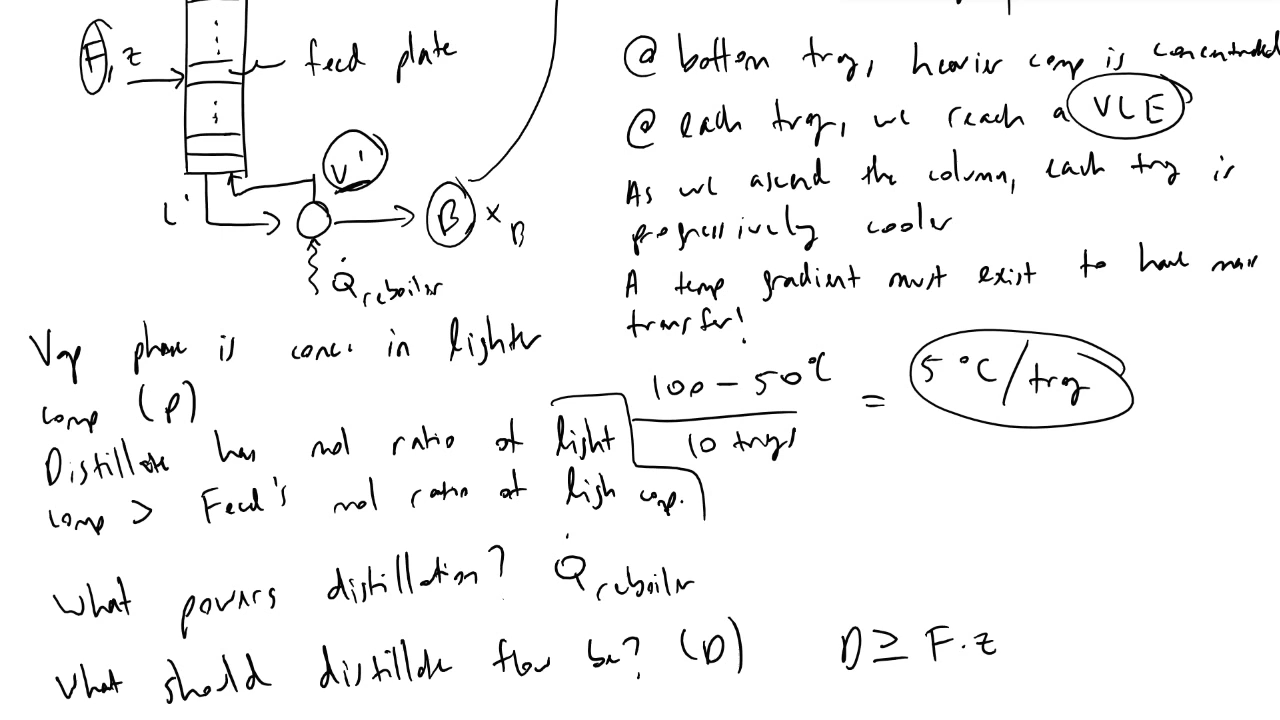 F, z
feed plate
V'
L'
B x_B
Q̇ reboiler
@ bottom tray, heavier comp is concentrated
@ each tray, we reach a VLE
As we ascend the column, each tray is
progressively cooler
A temp gradient must exist to have mass
transfer!
Vap phase is conc. in lighter
comp (P)
100 - 50°C
10 trays
= 5°C/tray
Distillate has mol ratio of light
comp > Feed's mol ratio of ligh comp.
What powers distillation? Q̇ reboiler
What should distillate flow be? (D) D ≥ F·z